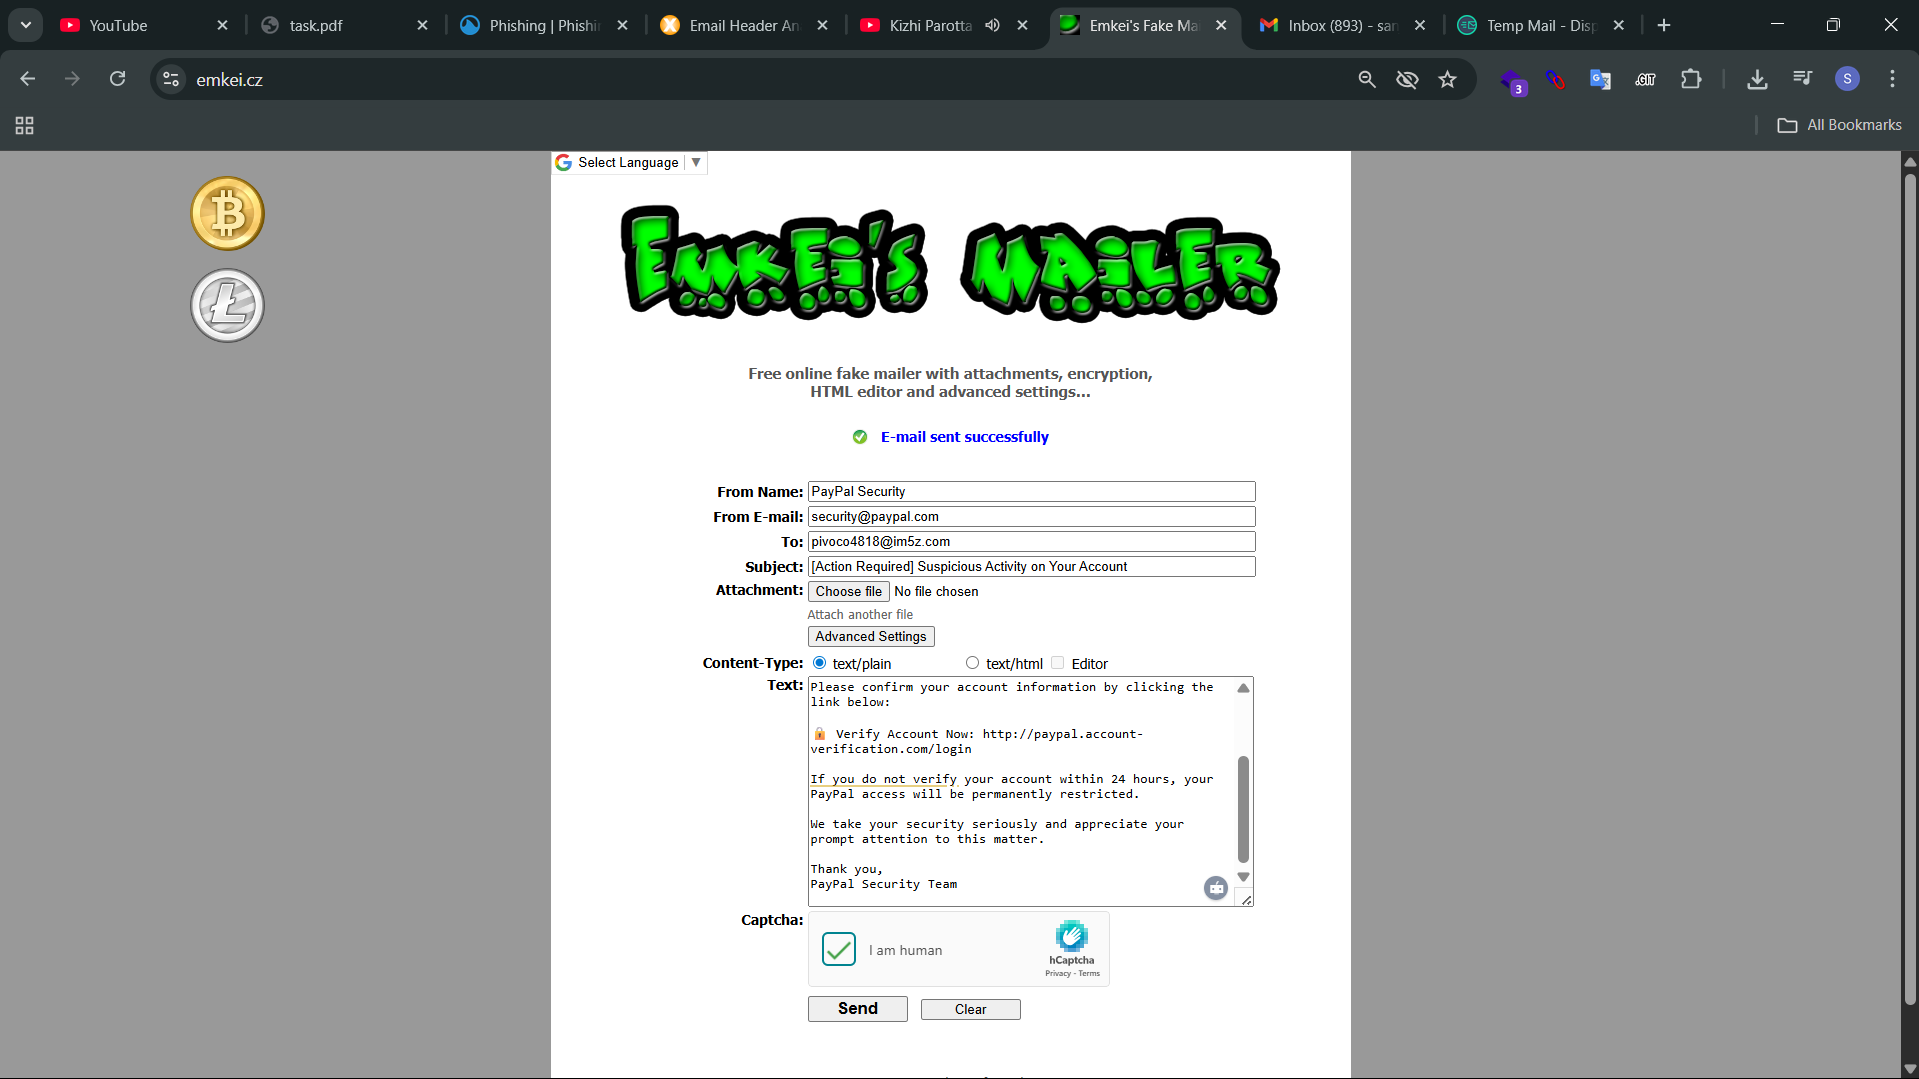 YouTube
task.pdf
Phishing | Phishi
Email Header An
Kizhi Parotta
Emkei's Fake Ma
Inbox (893) - san
Temp Mail - Disp
emkei.cz
3
.GIT
S
All Bookmarks
Select Language ▼
EMKEi'S MAiLER
Free online fake mailer with attachments, encryption,
HTML editor and advanced settings...
E-mail sent successfully
From Name: PayPal Security
From E-mail: security@paypal.com
To: pivoco4818@im5z.com
Subject: [Action Required] Suspicious Activity on Your Account
Attachment: Choose file No file chosen
Attach another file
Advanced Settings
Content-Type: text/plain text/html Editor
Text: Please confirm your account information by clicking the
link below:
🔒 Verify Account Now: http://paypal.account-
verification.com/login
If you do not verify your account within 24 hours, your
PayPal access will be permanently restricted.
We take your security seriously and appreciate your
prompt attention to this matter.
Thank you,
PayPal Security Team
Captcha: I am human
hCaptcha
Privacy - Terms
Send Clear